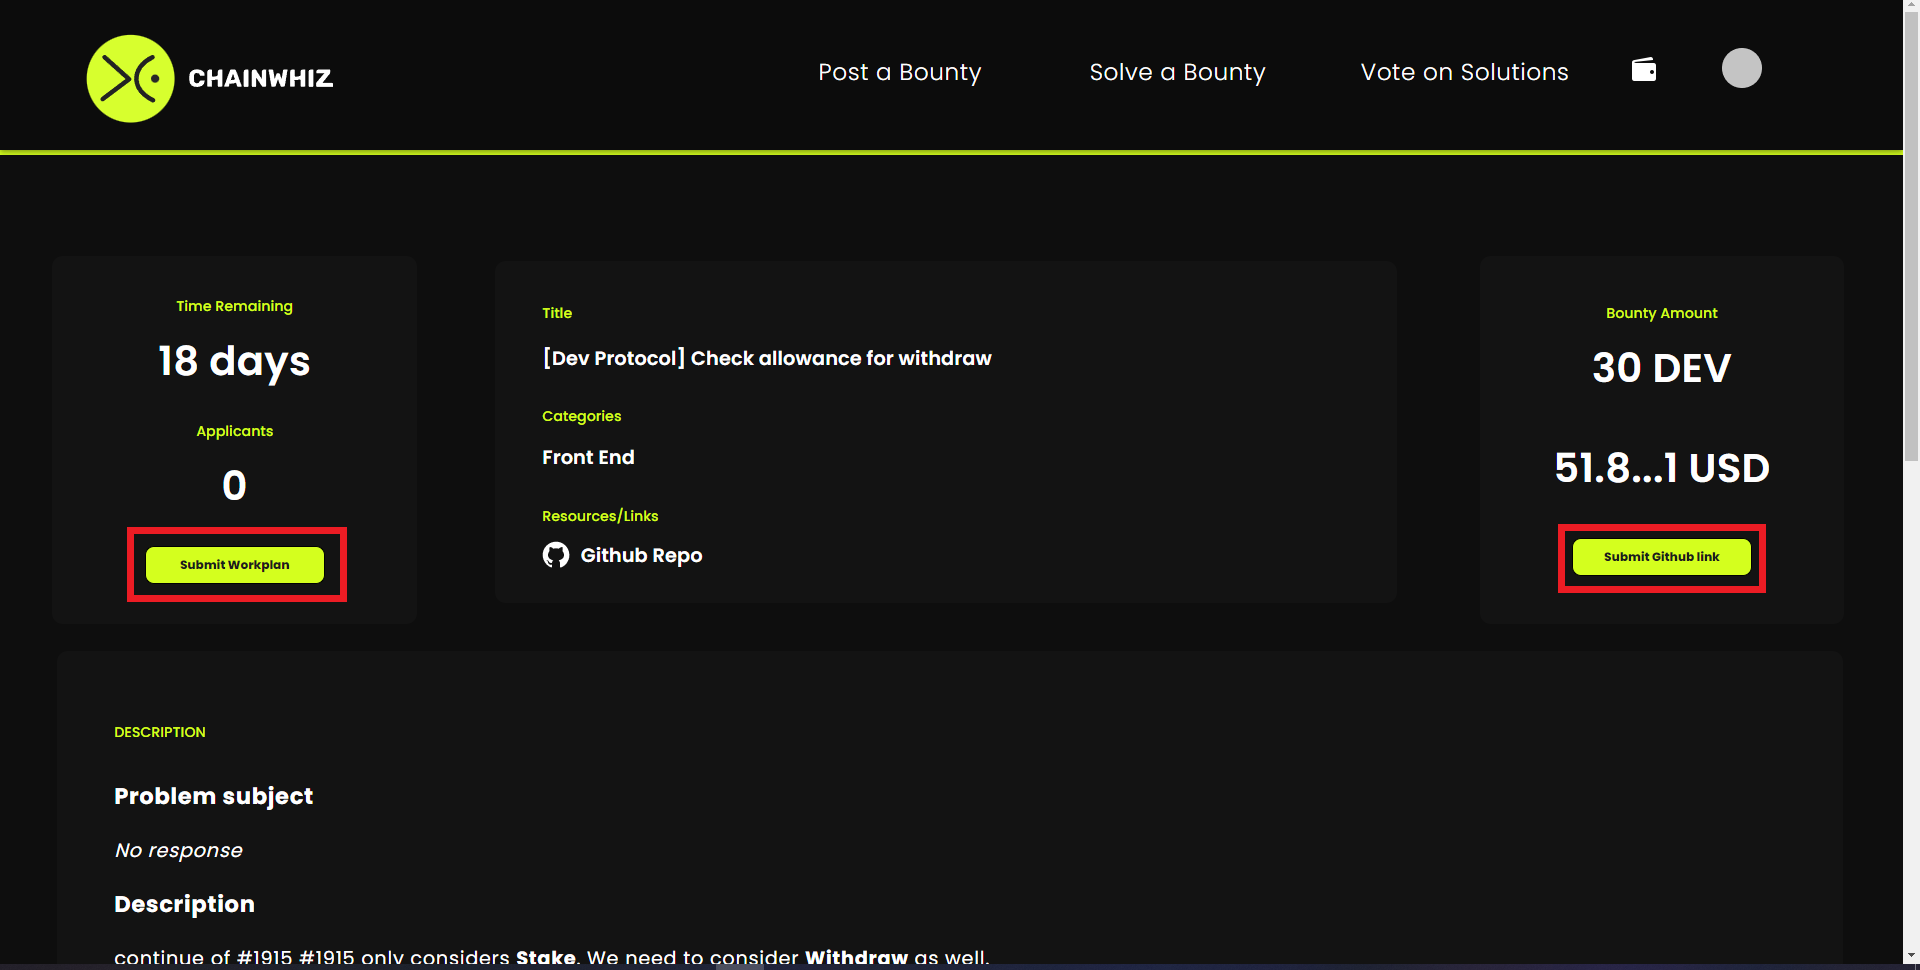 CHAINWHIZ
Post a Bounty
Solve a Bounty
Vote on Solutions
Time Remaining
18 days
Applicants
0
Submit Workplan
Title
[Dev Protocol] Check allowance for withdraw
Categories
Front End
Resources/Links
Github Repo
Bounty Amount
30 DEV
51.8...1 USD
Submit Github link
DESCRIPTION
Problem subject
No response
Description
continue of #1915 #1915 only considers Stake. We need to consider Withdraw as well.